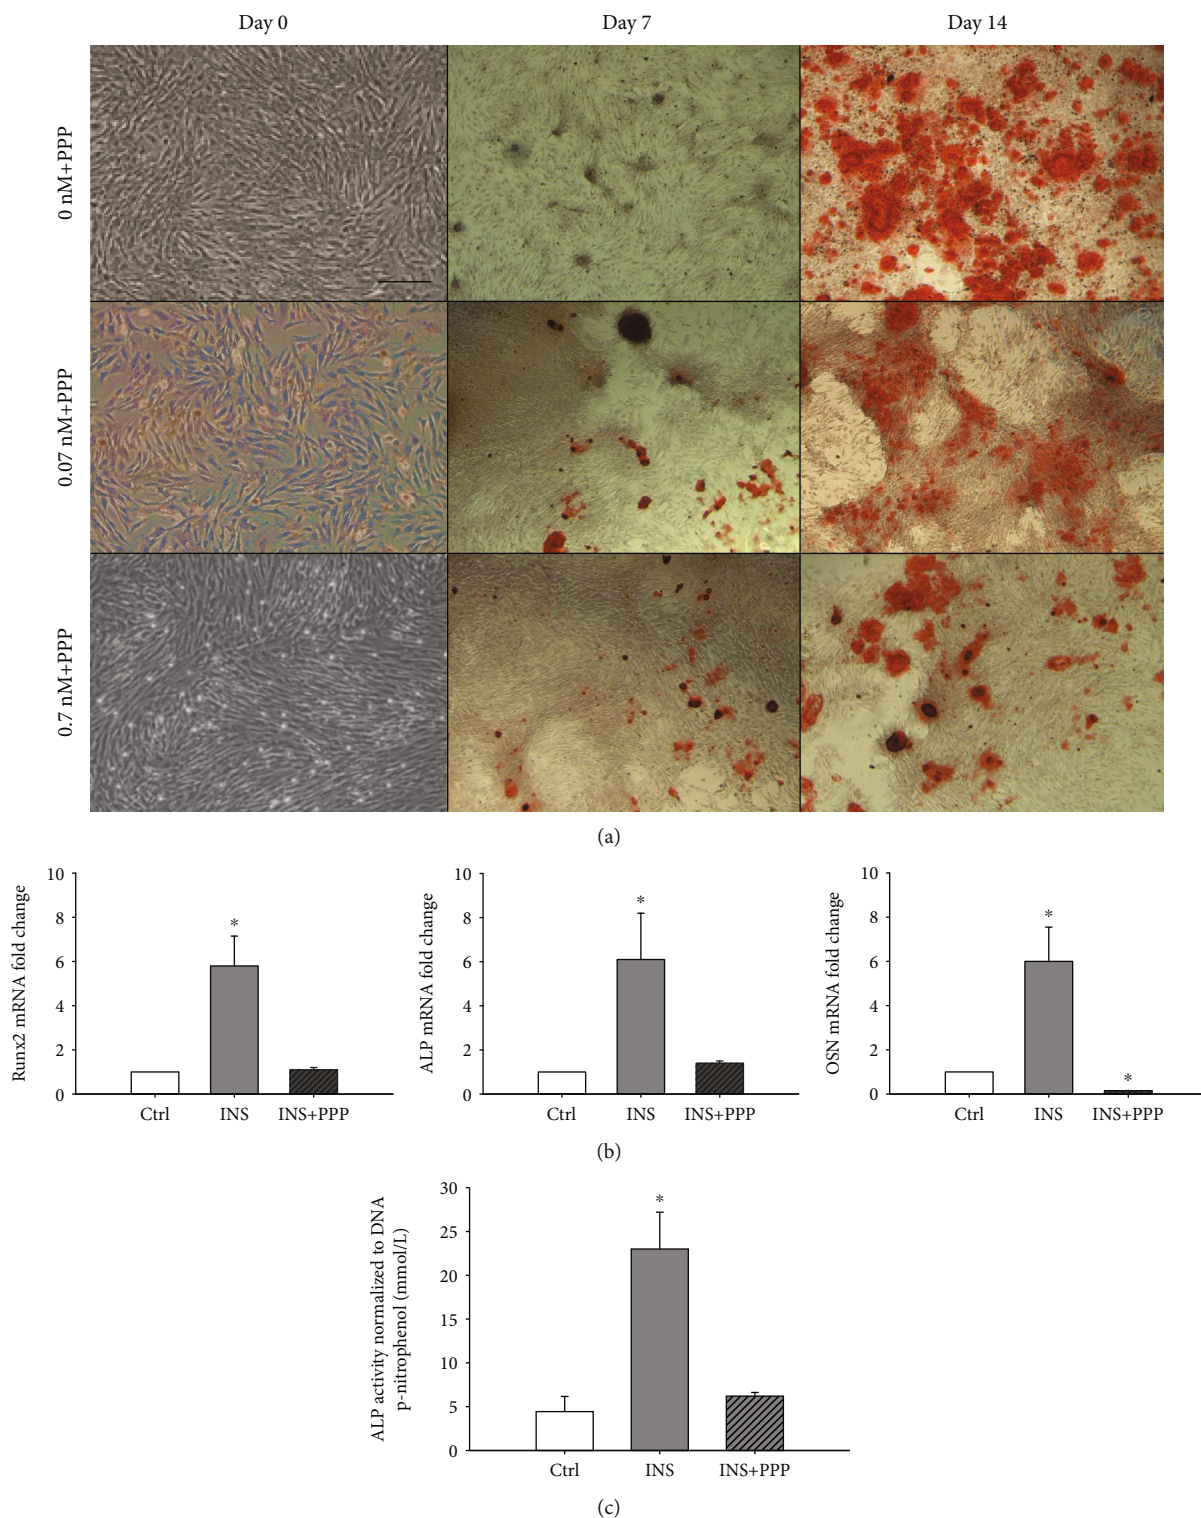 Day 0
Day 7
Day 14
0 nM+PPP
0.07 nM+PPP
0.7 nM+PPP
(a)
Runx2 mRNA fold change
10
8
6
4
2
0
*
Ctrl
INS
INS+PPP
ALP mRNA fold change
10
8
6
4
2
0
*
Ctrl
INS
INS+PPP
OSN mRNA fold change
10
8
6
4
2
0
*
*
Ctrl
INS
INS+PPP
(b)
ALP activity normalized to DNA
p-nitrophenol (mmol/L)
30
25
20
15
10
5
0
*
Ctrl
INS
INS+PPP
(c)